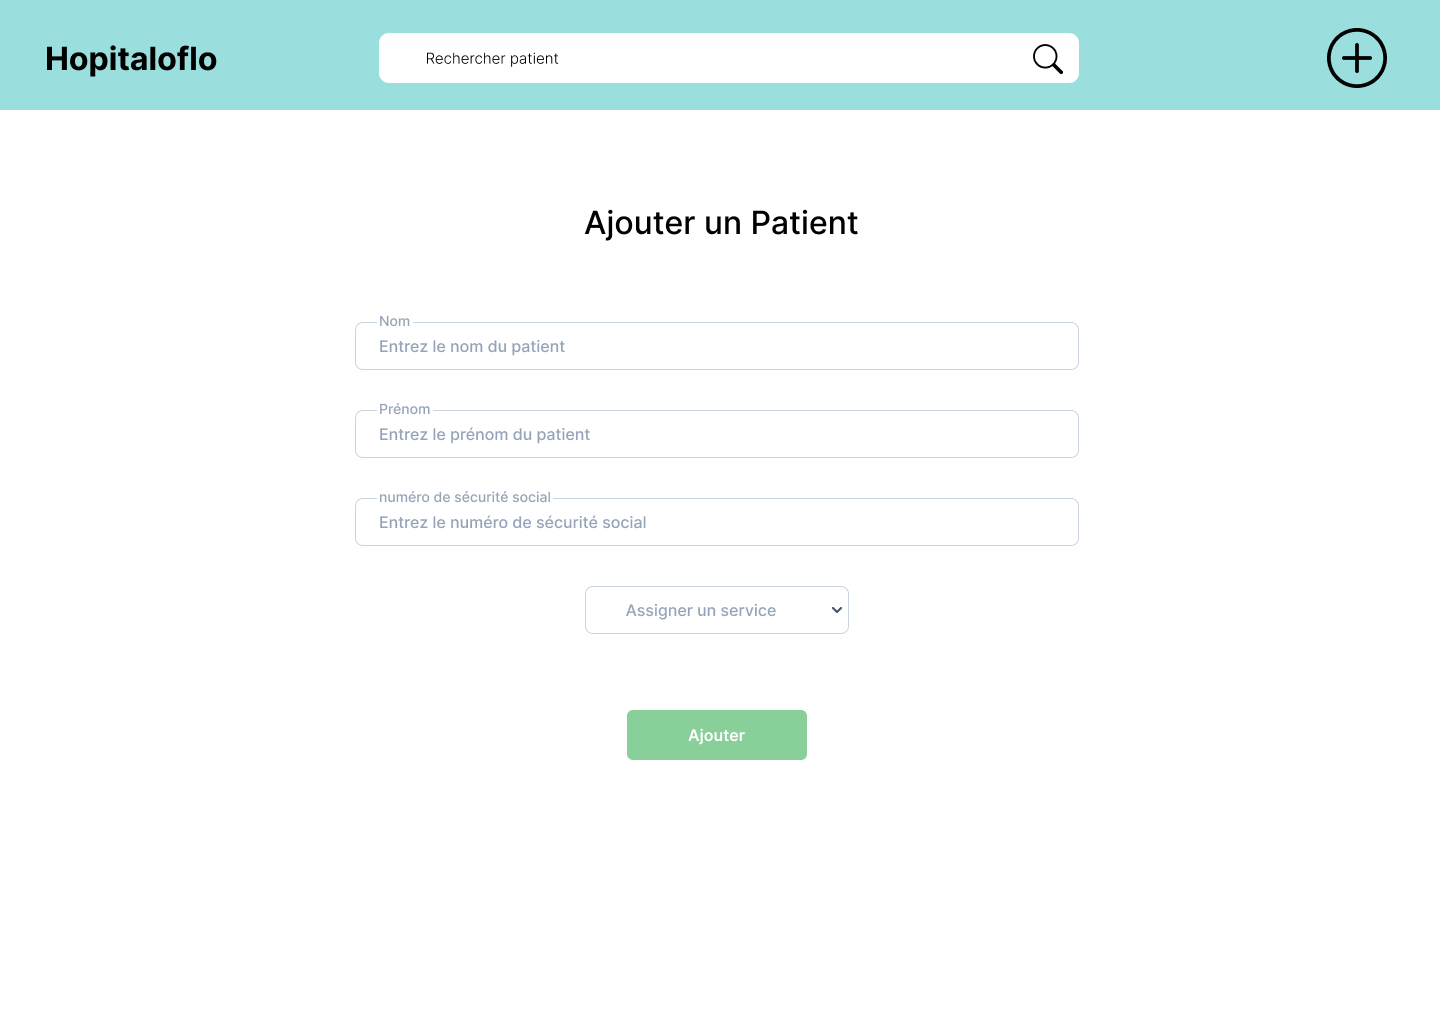 Hopitaloflo
Rechercher patient
Ajouter un Patient
Nom
Entrez le nom du patient
Prénom
Entrez le prénom du patient
numéro de sécurité social
Entrez le numéro de sécurité social
Assigner un service
Ajouter